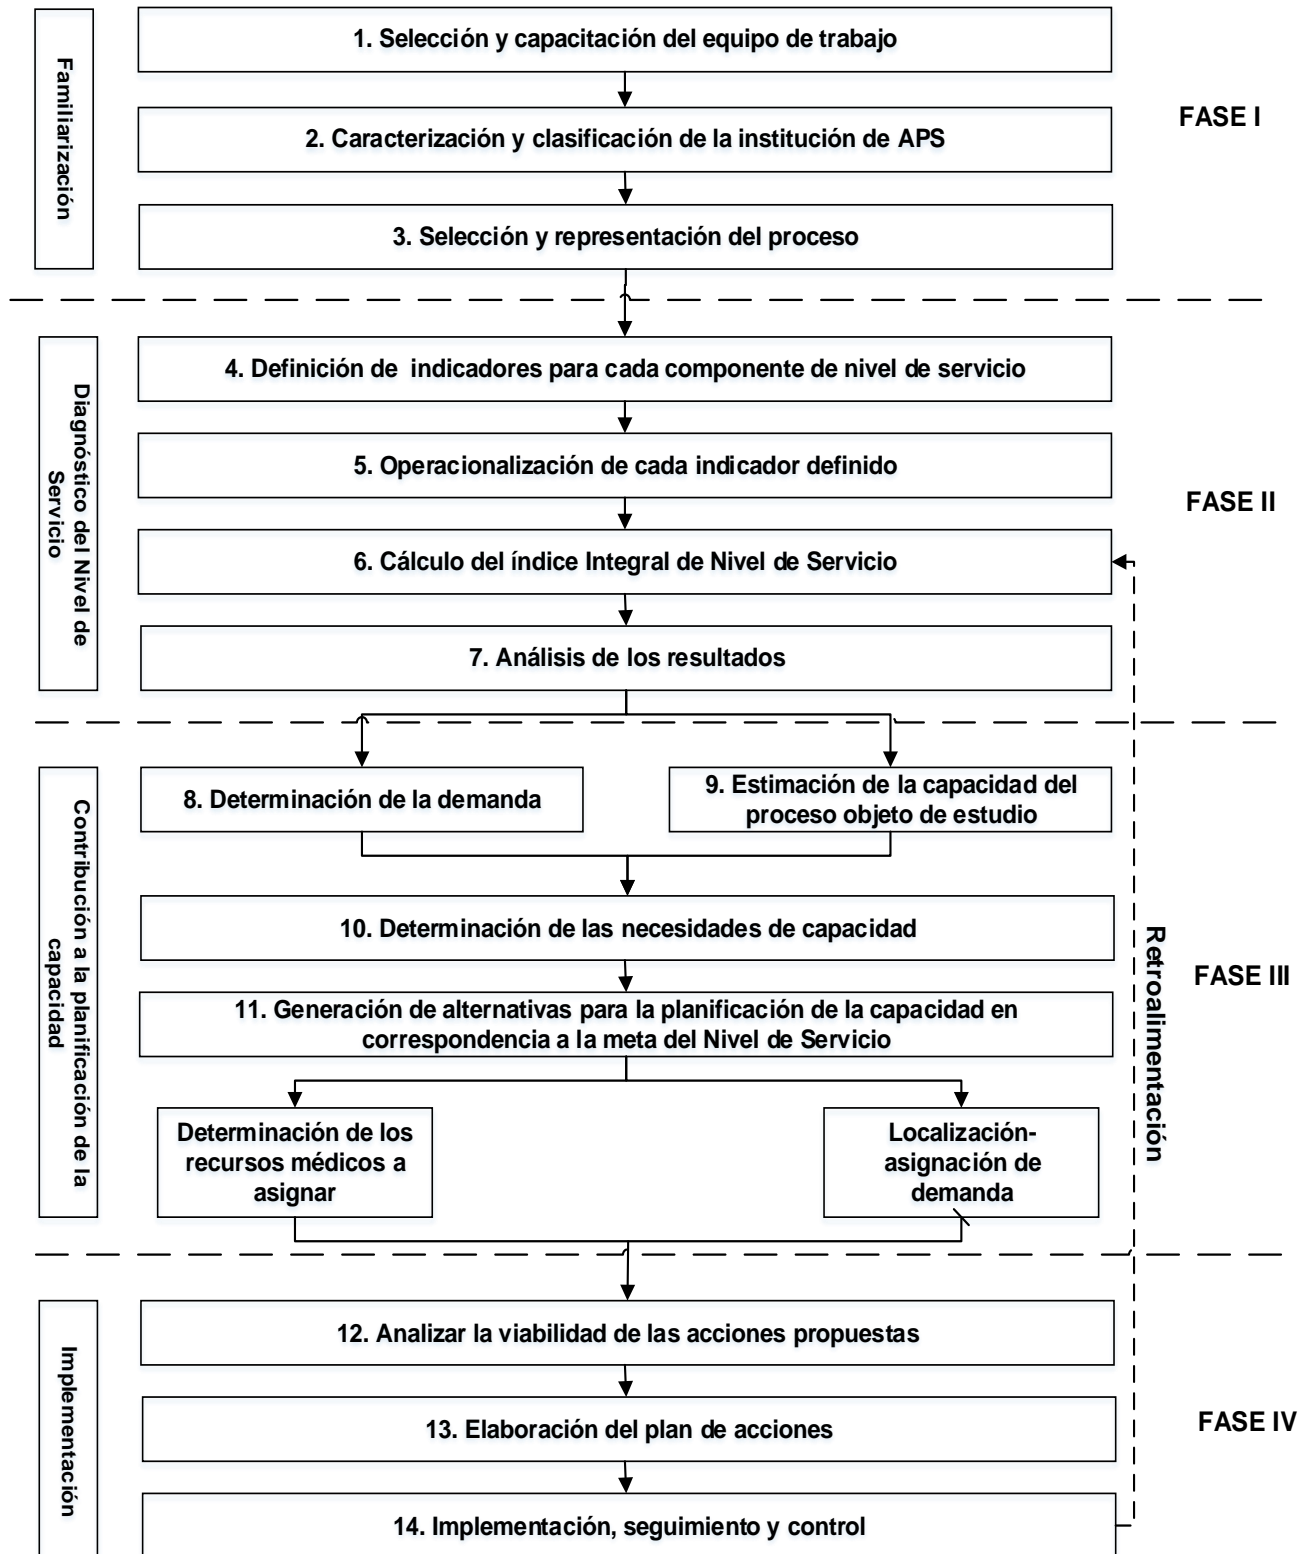 Familiarización
1. Selección y capacitación del equipo de trabajo
2. Caracterización y clasificación de la institución de APS
3. Selección y representación del proceso
FASE I
Diagnóstico del Nivel de
Servicio
4. Definición de indicadores para cada componente de nivel de servicio
5. Operacionalización de cada indicador definido
6. Cálculo del índice Integral de Nivel de Servicio
7. Análisis de los resultados
FASE II
Contribución a la planificación de la
capacidad
8. Determinación de la demanda
9. Estimación de la capacidad del
proceso objeto de estudio
10. Determinación de las necesidades de capacidad
11. Generación de alternativas para la planificación de la capacidad en
correspondencia a la meta del Nivel de Servicio
Determinación de los
recursos médicos a
asignar
Localización-
asignación de
demanda
Retroalimentación
FASE III
Implementación
12. Analizar la viabilidad de las acciones propuestas
13. Elaboración del plan de acciones
14. Implementación, seguimiento y control
FASE IV